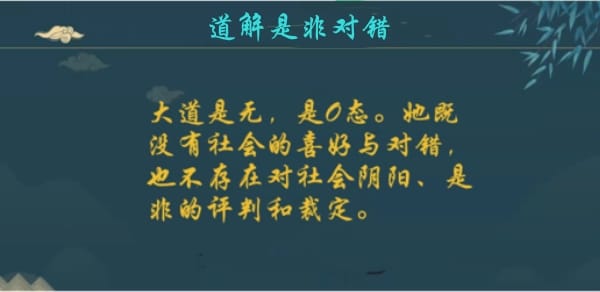 道解是非对错
大道是无，是0态。她既
没有社会的喜好与对错，
也不存在对社会阴阳、是
非的评判和裁定。